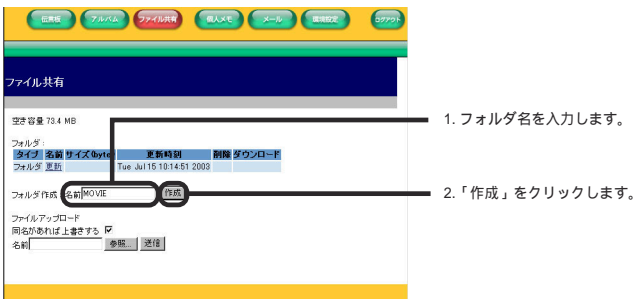 伝言板 アルバム ファイル共有 個人メモ メール 環境設定 ログアウト
ファイル共有
空き容量 73.4 MB
1. フォルダ名を入力します。
フォルダ:
タイプ 名前 サイズ(byte) 更新時刻 削除 ダウンロード
フォルダ 更新 Tue Jul 15 10:14:51 2003
フォルダ作成 名前 MOVIE 作成
2.「作成」をクリックします。
ファイルアップロード
同名があれば上書きする
名前 参照... 送信